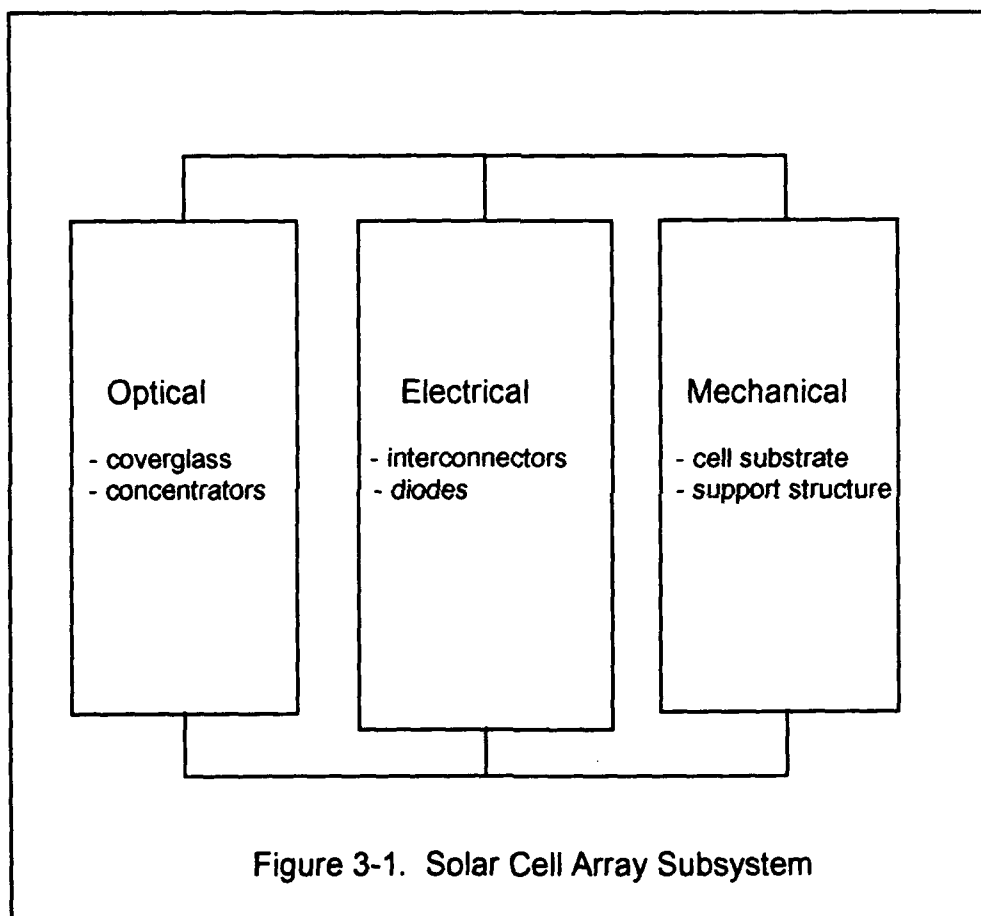 Optical
- coverglass
- concentrators
Electrical
- interconnectors
- diodes
Mechanical
- cell substrate
- support structure
Figure 3-1. Solar Cell Array Subsystem